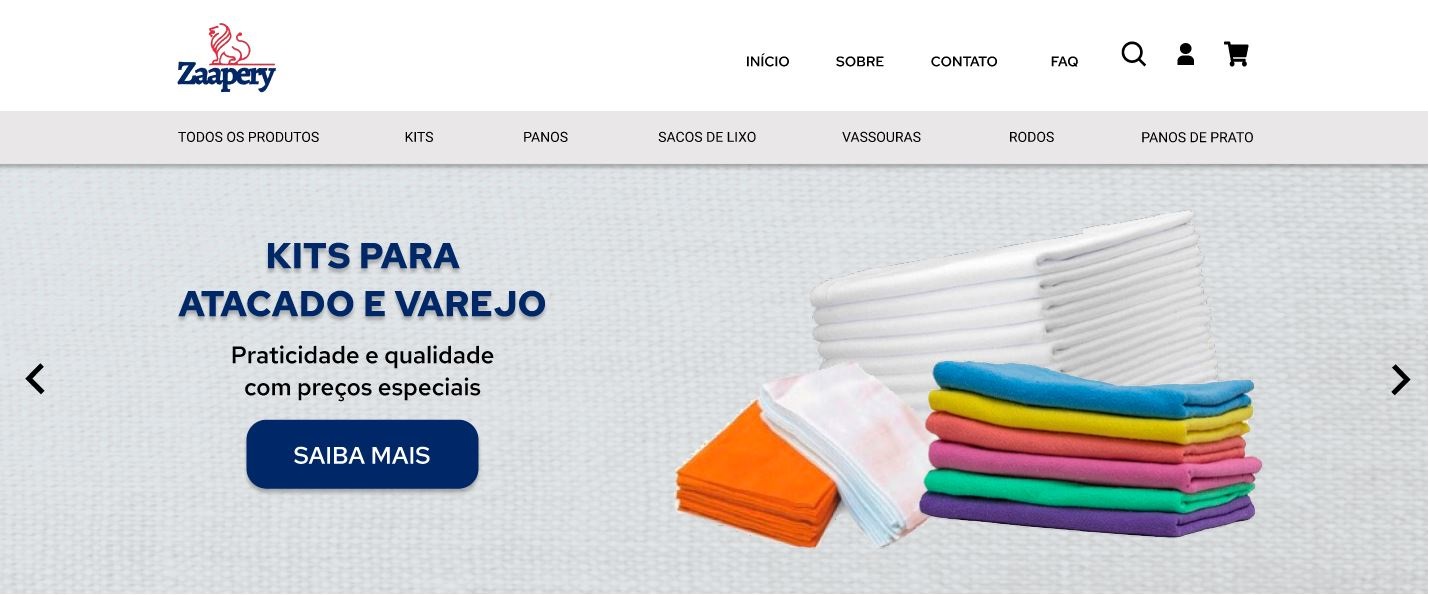 Zaapery
INÍCIO SOBRE CONTATO FAQ
TODOS OS PRODUTOS KITS PANOS SACOS DE LIXO VASSOURAS RODOS PANOS DE PRATO
KITS PARA
ATACADO E VAREJO
Praticidade e qualidade
com preços especiais
SAIBA MAIS